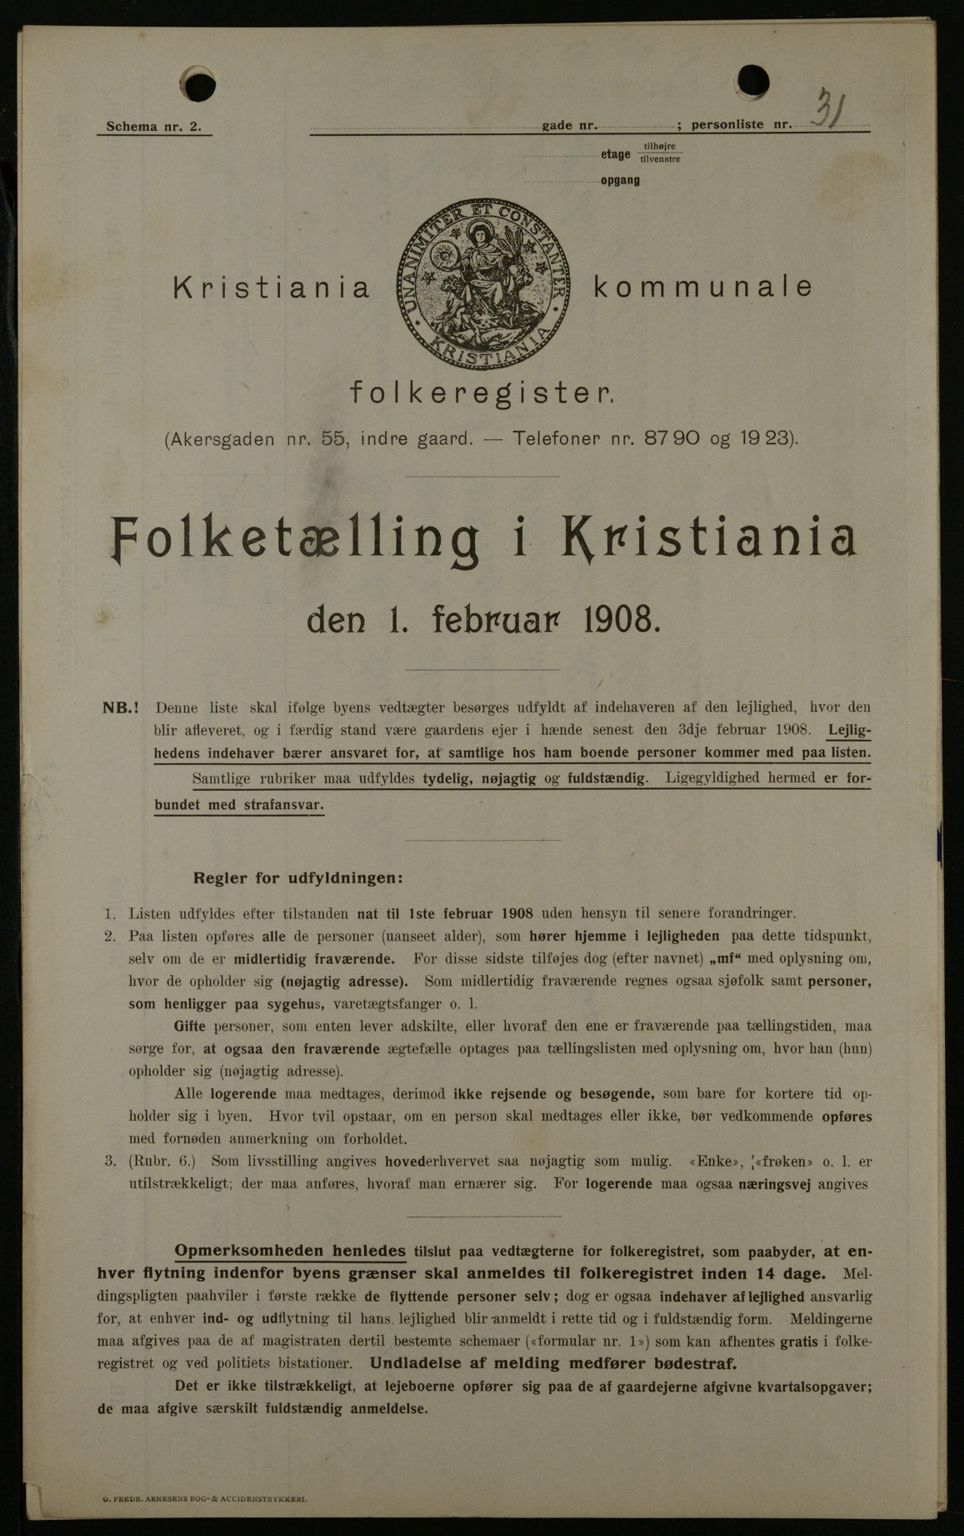 Schema nr. 2.
gade nr. ; personliste nr. 31
etage tilhøjre
tilvenstre
opgang
UNANIMITER ET CONSTANTER
KRISTIANIA
Kristiania kommunale
folkeregister.
(Akersgaden nr. 55, indre gaard. — Telefoner nr. 87 90 og 19 23).
Folketælling i Kristiania
den 1. februar 1908.
NB.! Denne liste skal ifølge byens vedtægter besørges udfyldt af indehaveren af den lejlighed, hvor den
blir afleveret, og i færdig stand være gaardens ejer i hænde senest den 3dje februar 1908. Lejlig-
hedens indehaver bærer ansvaret for, at samtlige hos ham boende personer kommer med paa listen.
Samtlige rubriker maa udfyldes tydelig, nøjagtig og fuldstændig. Ligegyldighed hermed er for-
bundet med strafansvar.
Regler for udfyldningen:
1. Listen udfyldes efter tilstanden nat til 1ste februar 1908 uden hensyn til senere forandringer.
2. Paa listen opføres alle de personer (uanseet alder), som hører hjemme i lejligheden paa dette tidspunkt,
selv om de er midlertidig fraværende. For disse sidste tilføjes dog (efter navnet) „mf“ med oplysning om,
hvor de opholder sig (nøjagtig adresse). Som midlertidig fraværende regnes ogsaa sjøfolk samt personer,
som henligger paa sygehus, varetægtsfanger o. l.
Gifte personer, som enten lever adskilte, eller hvoraf den ene er fraværende paa tællingstiden, maa
sørge for, at ogsaa den fraværende ægtefælle optages paa tællingslisten med oplysning om, hvor han (hun)
opholder sig (nøjagtig adresse).
Alle logerende maa medtages, derimod ikke rejsende og besøgende, som bare for kortere tid op-
holder sig i byen. Hvor tvil opstaar, om en person skal medtages eller ikke, bør vedkommende opføres
med fornøden anmerkning om forholdet.
3. (Rubr. 6.) Som livsstilling angives hovederhvervet saa nøjagtig som mulig. «Enke», «frøken» o. l. er
utilstrækkeligt; der maa anføres, hvoraf man ernærer sig. For logerende maa ogsaa næringsvej angives
Opmerksomheden henledes tilslut paa vedtægterne for folkeregistret, som paabyder, at en-
hver flytning indenfor byens grænser skal anmeldes til folkeregistret inden 14 dage. Mel-
dingspligten paahviler i første række de flyttende personer selv; dog er ogsaa indehaver af lejlighed ansvarlig
for, at enhver ind- og udflytning til hans lejlighed blir anmeldt i rette tid og i fuldstændig form. Meldingerne
maa afgives paa de af magistraten dertil bestemte schemaer («formular nr. 1») som kan afhentes gratis i folke-
registret og ved politiets bistationer. Undladelse af melding medfører bødestraf.
Det er ikke tilstrækkeligt, at lejeboerne opfører sig paa de af gaardejerne afgivne kvartalsopgaver;
de maa afgive særskilt fuldstændig anmeldelse.
O. FREDR. ARNESENS BOG- & ACCIDENSTRYKKERI.